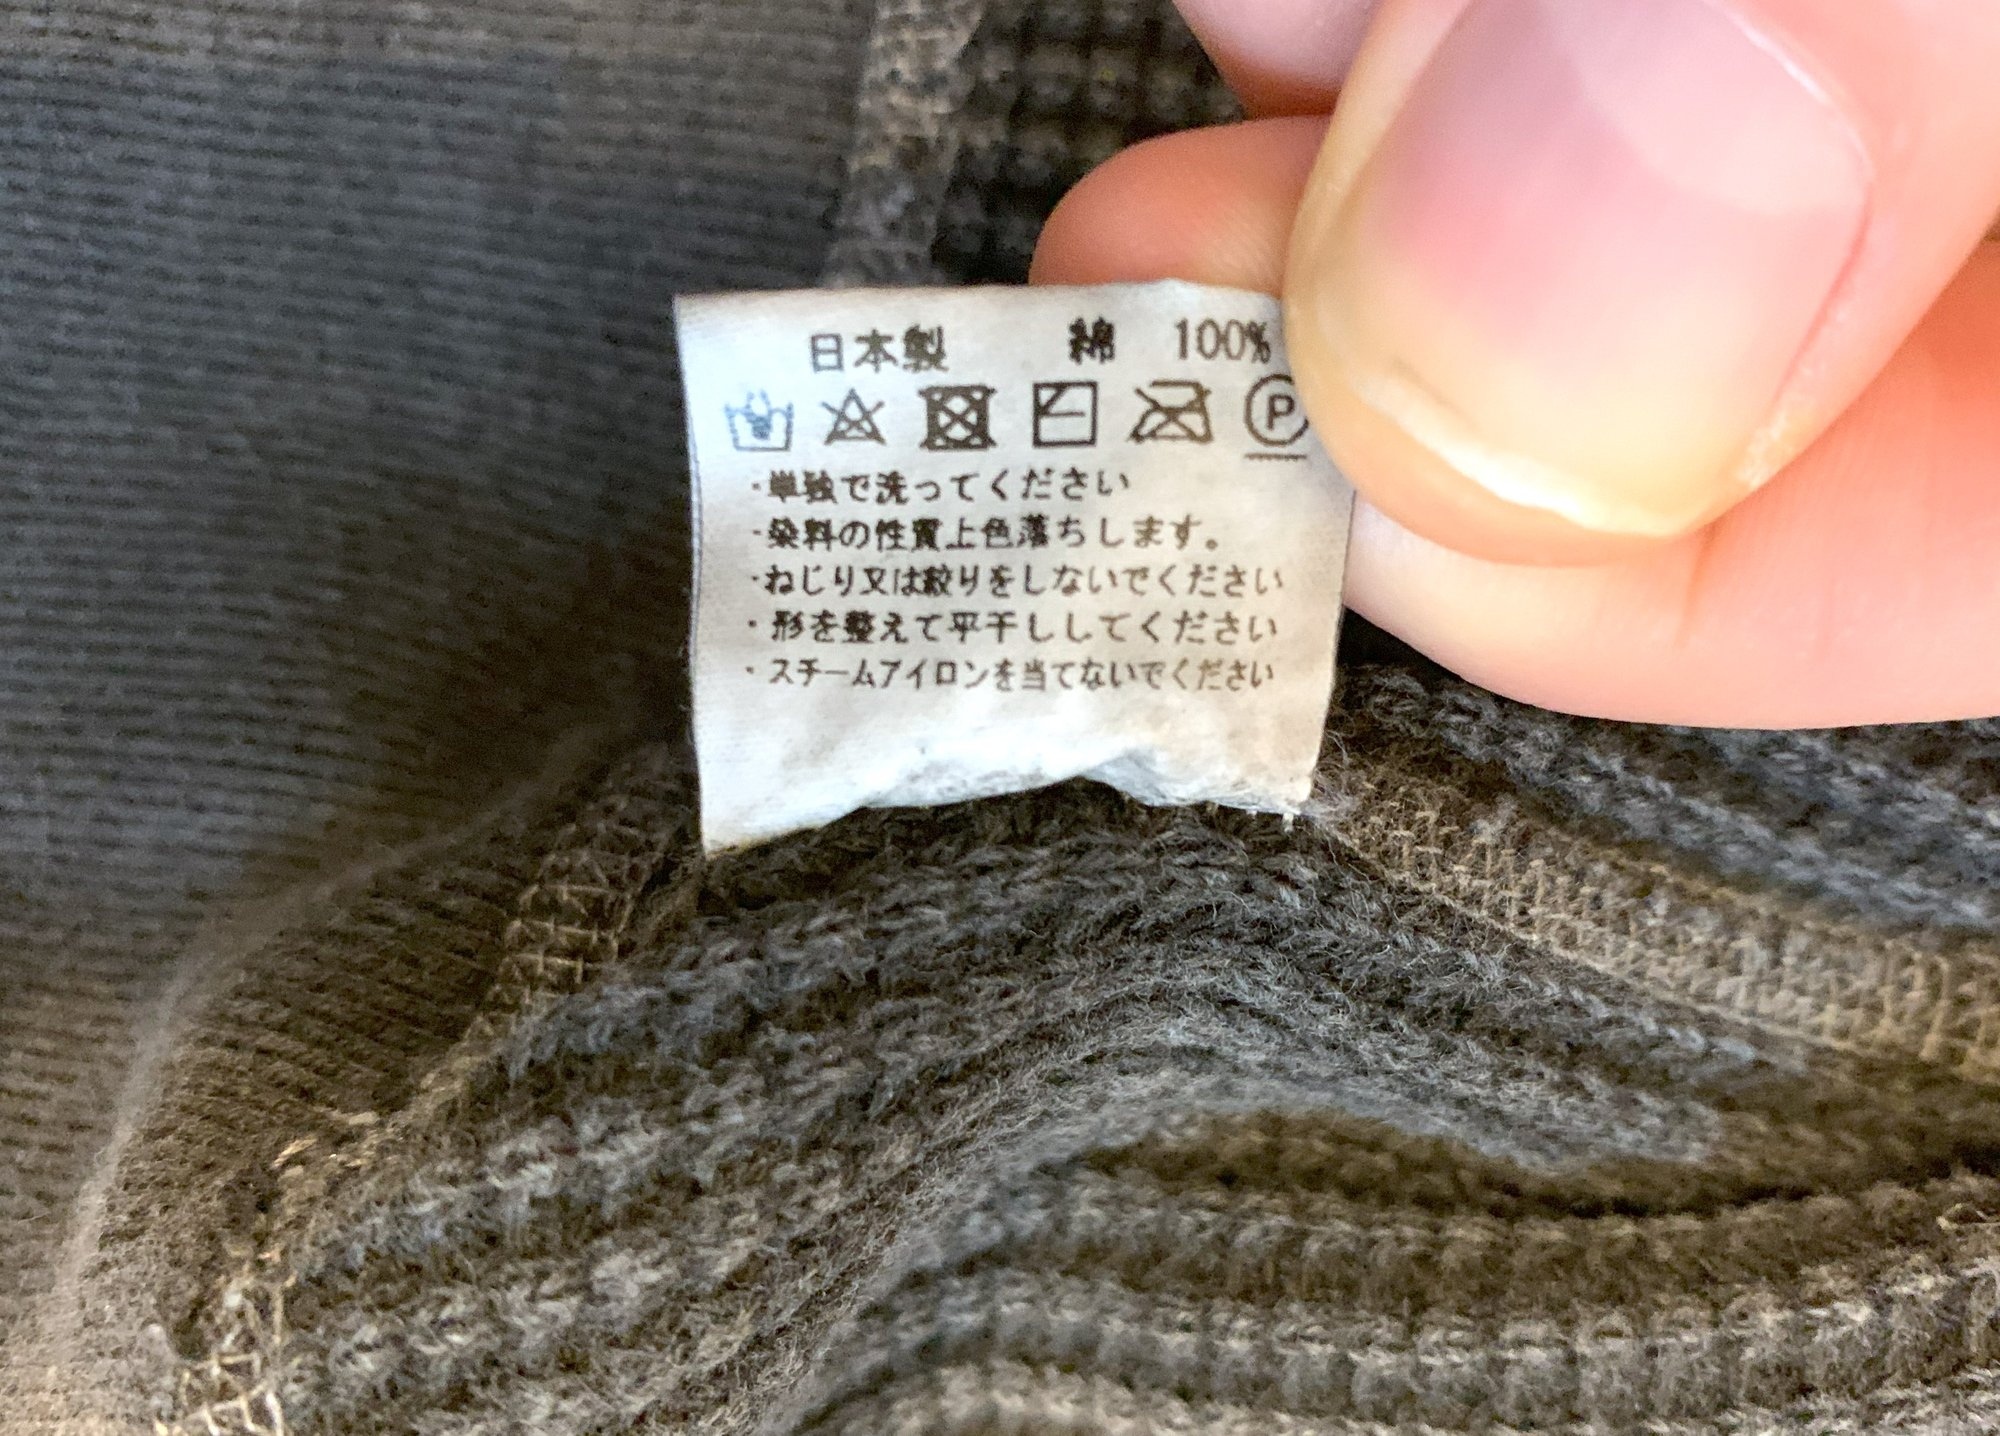 日本製 綿 100%
P
・単独で洗ってください
・染料の性質上色落ちします。
・ねじり又は絞りをしないでください
・形を整えて平干ししてください
・スチームアイロンを当てないでください